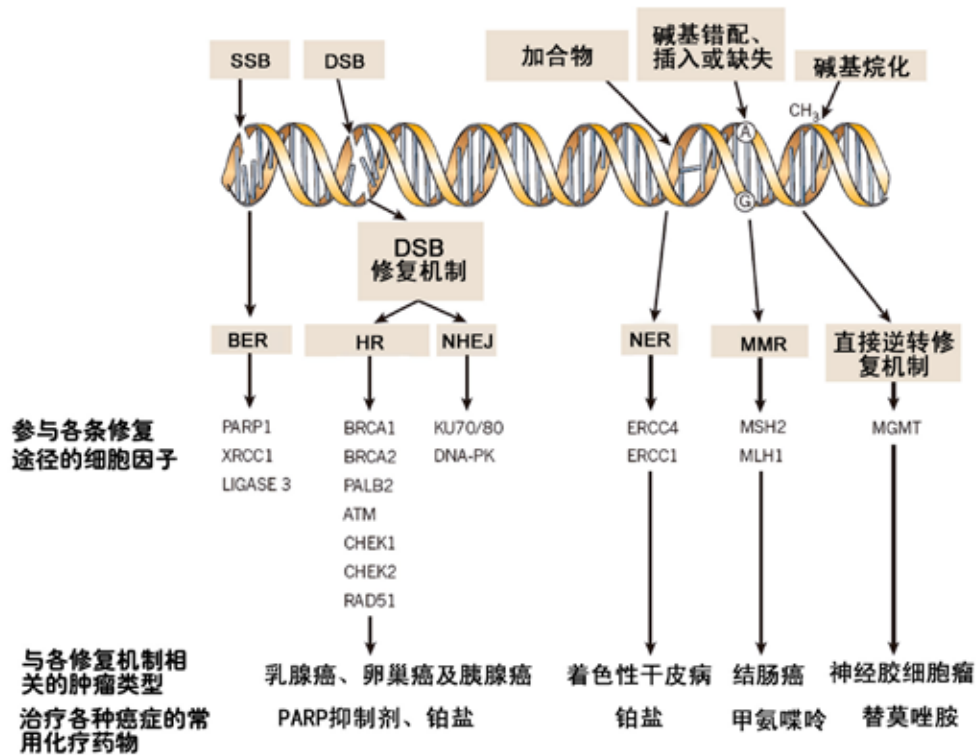 SSB
DSB
加合物
碱基错配、
插入或缺失
碱基烷化
CH3
A
G
DSB
修复机制
BER
HR
NHEJ
NER
MMR
直接逆转修
复机制
参与各条修复
途径的细胞因子
PARP1
XRCC1
LIGASE 3
BRCA1
BRCA2
PALB2
ATM
CHEK1
CHEK2
RAD51
KU70/80
DNA-PK
ERCC4
ERCC1
MSH2
MLH1
MGMT
与各修复机制相
关的肿瘤类型
乳腺癌、卵巢癌及胰腺癌
着色性干皮病
结肠癌
神经胶细胞瘤
治疗各种癌症的常
用化疗药物
PARP抑制剂、铂盐
铂盐
甲氨喋呤
替莫唑胺